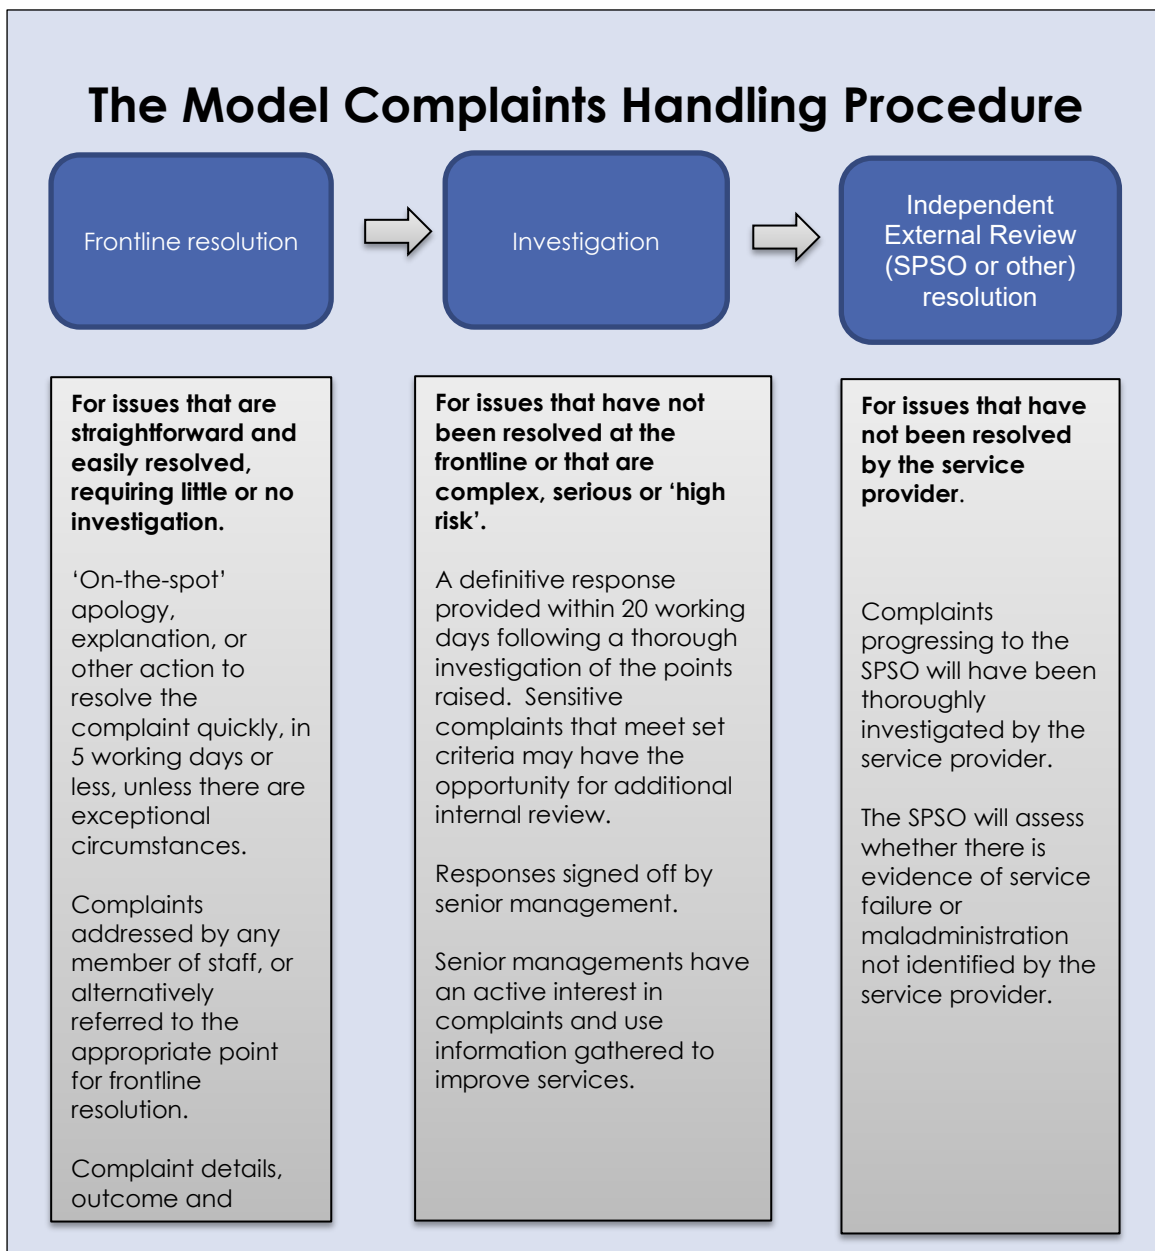 The Model Complaints Handling Procedure
Frontline resolution
Investigation
Independent
External Review
(SPSO or other)
resolution
For issues that are
straightforward and
easily resolved,
requiring little or no
investigation.
‘On-the-spot’
apology,
explanation, or
other action to
resolve the
complaint quickly, in
5 working days or
less, unless there are
exceptional
circumstances.
Complaints
addressed by any
member of staff, or
alternatively
referred to the
appropriate point
for frontline
resolution.
Complaint details,
outcome and
For issues that have not
been resolved at the
frontline or that are
complex, serious or ‘high
risk’.
A definitive response
provided within 20 working
days following a thorough
investigation of the points
raised.  Sensitive
complaints that meet set
criteria may have the
opportunity for additional
internal review.
Responses signed off by
senior management.
Senior managements have
an active interest in
complaints and use
information gathered to
improve services.
For issues that have
not been resolved
by the service
provider.
Complaints
progressing to the
SPSO will have been
thoroughly
investigated by the
service provider.
The SPSO will assess
whether there is
evidence of service
failure or
maladministration
not identified by the
service provider.